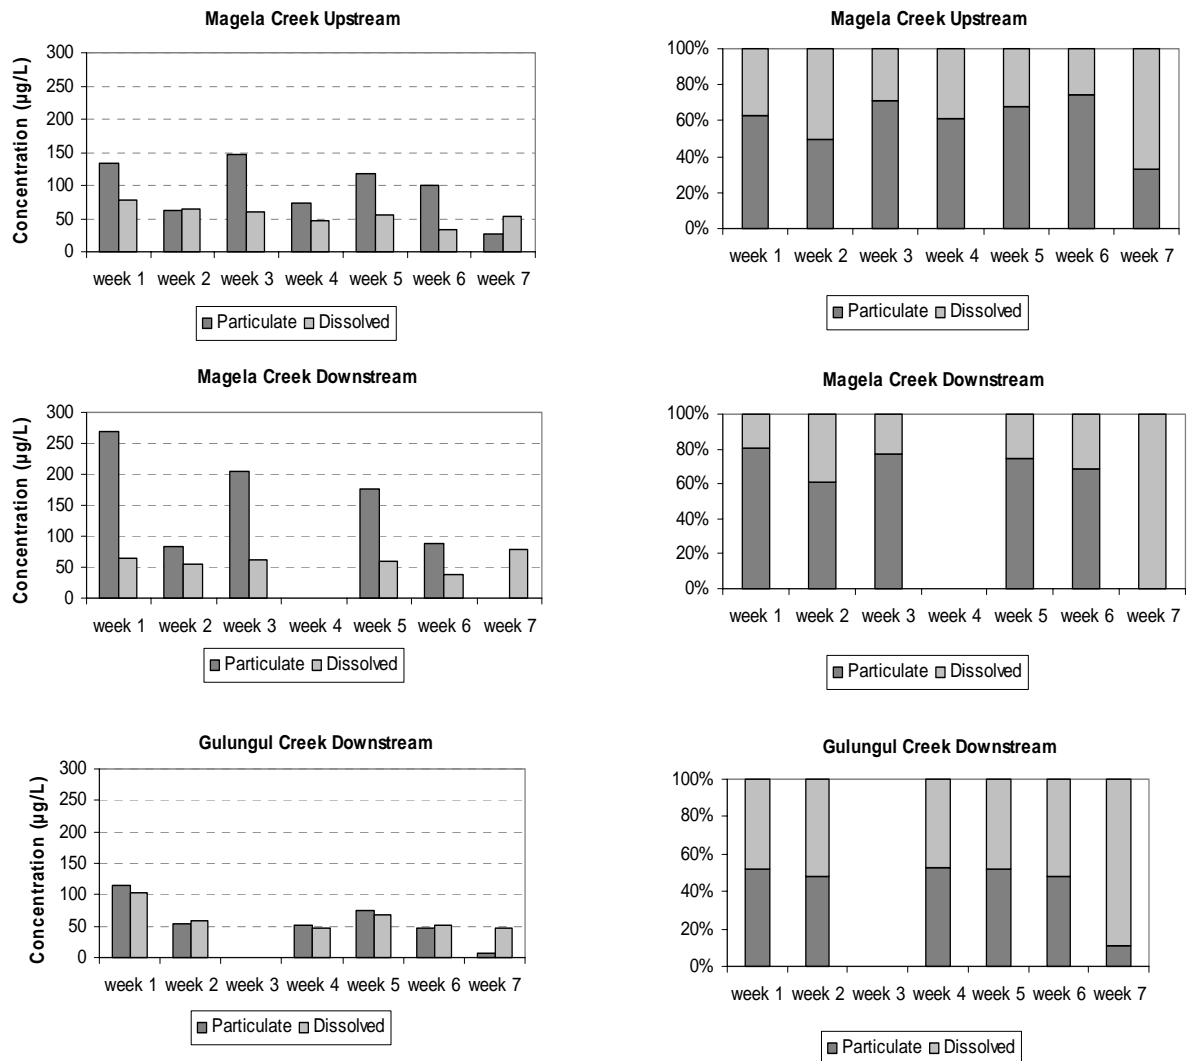 Magela Creek Upstream
Concentration (µg/L)
300
250
200
150
100
50
0
week 1 week 2 week 3 week 4 week 5 week 6 week 7
Particulate Dissolved
Magela Creek Upstream
100%
80%
60%
40%
20%
0%
week 1 week 2 week 3 week 4 week 5 week 6 week 7
Particulate Dissolved
Magela Creek Downstream
Concentration (µg/L)
300
250
200
150
100
50
0
week 1 week 2 week 3 week 4 week 5 week 6 week 7
Particulate Dissolved
Magela Creek Downstream
100%
80%
60%
40%
20%
0%
week 1 week 2 week 3 week 4 week 5 week 6 week 7
Particulate Dissolved
Gulungul Creek Downstream
Concentration (µg/L)
300
250
200
150
100
50
0
week 1 week 2 week 3 week 4 week 5 week 6 week 7
Particulate Dissolved
Gulungul Creek Downstream
100%
80%
60%
40%
20%
0%
week 1 week 2 week 3 week 4 week 5 week 6 week 7
Particulate Dissolved